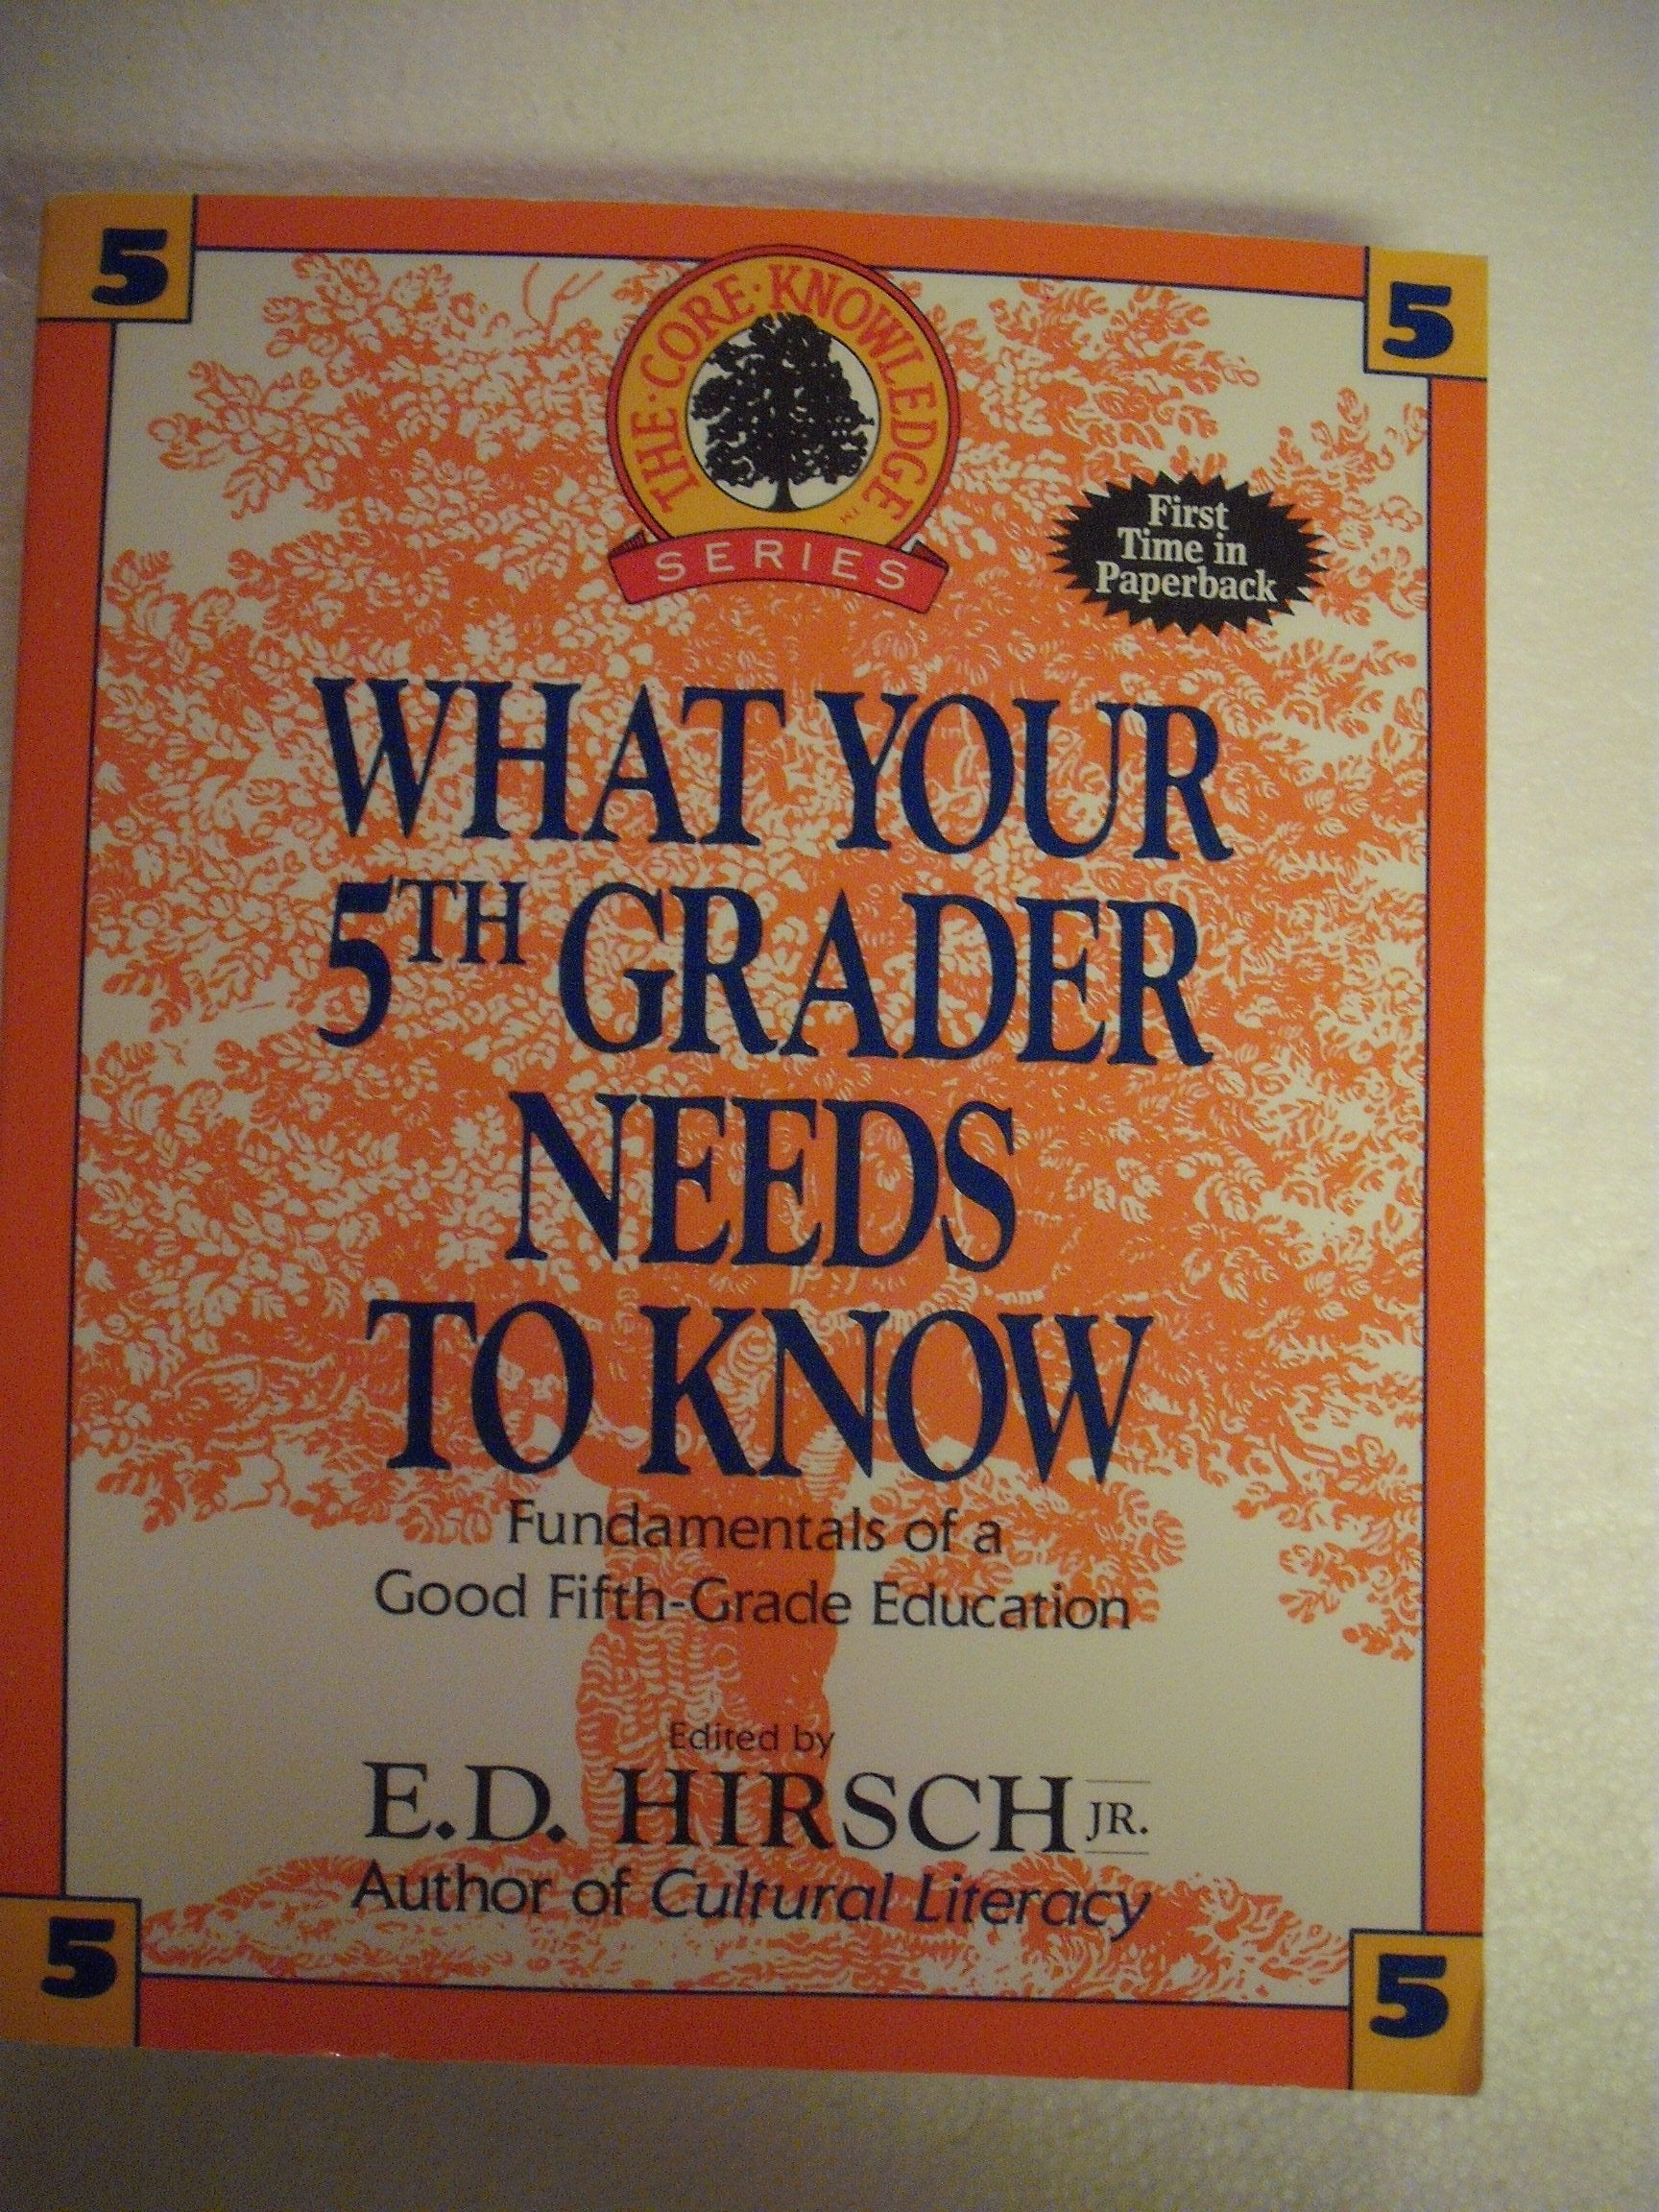 5
5
THE·CORE·KNOWLEDGE
SERIES
First
Time in
Paperback
WHAT YOUR
5TH GRADER
NEEDS
TO KNOW
Fundamentals of a
Good Fifth-Grade Education
Edited by
E.D. HIRSCH JR.
Author of Cultural Literacy
5
5